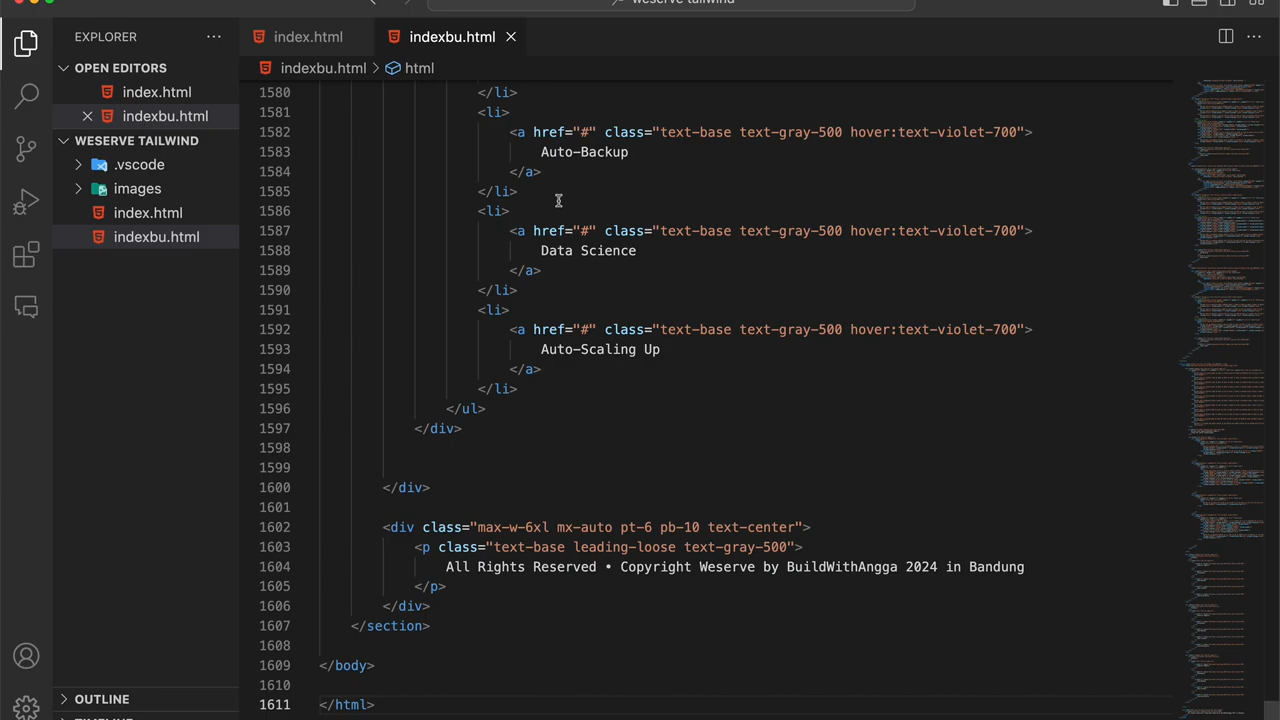 weserve tailwind
EXPLORER
index.html
indexbu.html
OPEN EDITORS
index.html
indexbu.html
WESERVE TAILWIND
.vscode
images
index.html
indexbu.html
OUTLINE
indexbu.html > html
1580 </li>
1581 <li>
1582 <a href="#" class="text-base text-gray-500 hover:text-violet-700">
1583 Auto-Backup
1584 </a>
1585 </li>
1586 <li>
1587 <a href="#" class="text-base text-gray-500 hover:text-violet-700">
1588 Data Science
1589 </a>
1590 </li>
1591 <li>
1592 <a href="#" class="text-base text-gray-500 hover:text-violet-700">
1593 Auto-Scaling Up
1594 </a>
1595 </li>
1596 </ul>
1597 </div>
1598
1599
1600 </div>
1601
1602 <div class="max-w-6xl mx-auto pt-6 pb-10 text-center">
1603 <p class="text-base leading-loose text-gray-500">
1604 All Rights Reserved • Copyright Weserve by BuildWithAngga 2024 in Bandung
1605 </p>
1606 </div>
1607 </section>
1608
1609 </body>
1610
1611 </html>